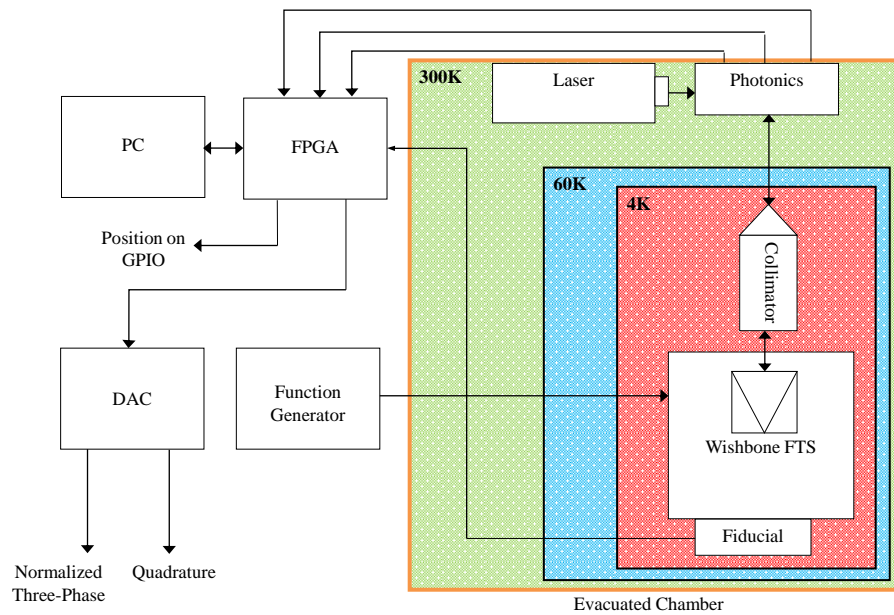 300K
Laser
Photonics
PC
FPGA
60K
4K
Position on
GPIO
Collimator
DAC
Function
Generator
Wishbone FTS
Fiducial
Normalized
Three-Phase
Quadrature
Evacuated Chamber